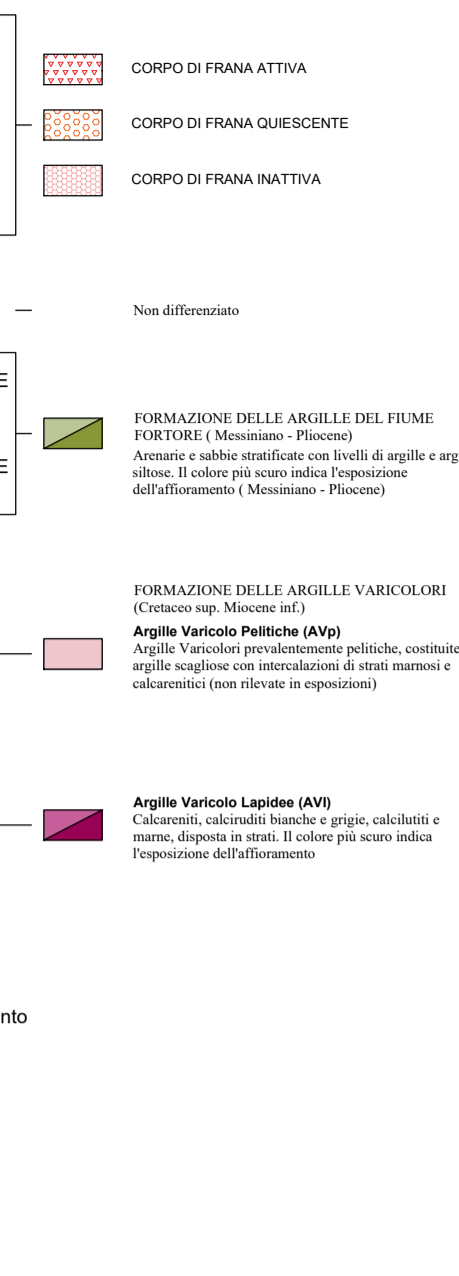 CORPO DI FRANA ATTIVA
CORPO DI FRANA QUIESCENTE
CORPO DI FRANA INATTIVA
Non differenziato
E
E
FORMAZIONE DELLE ARGILLE DEL FIUME
FORTORE ( Messiniano - Pliocene)
Arenarie e sabbie stratificate con livelli di argille e arg
siltose. Il colore più scuro indica l'esposizione
dell'affioramento ( Messiniano - Pliocene)
FORMAZIONE DELLE ARGILLE VARICOLORI
(Cretaceo sup. Miocene inf.)
Argille Varicolo Pelitiche (AVp)
Argille Varicolori prevalentemente pelitiche, costituite
argille scagliose con intercalazioni di strati marnosi e
calcarenitici (non rilevate in esposizioni)
Argille Varicolo Lapidee (AVl)
Calcareniti, calciruditi bianche e grigie, calcilutiti e
marne, disposta in strati. Il colore più scuro indica
l'esposizione dell'affioramento
nto